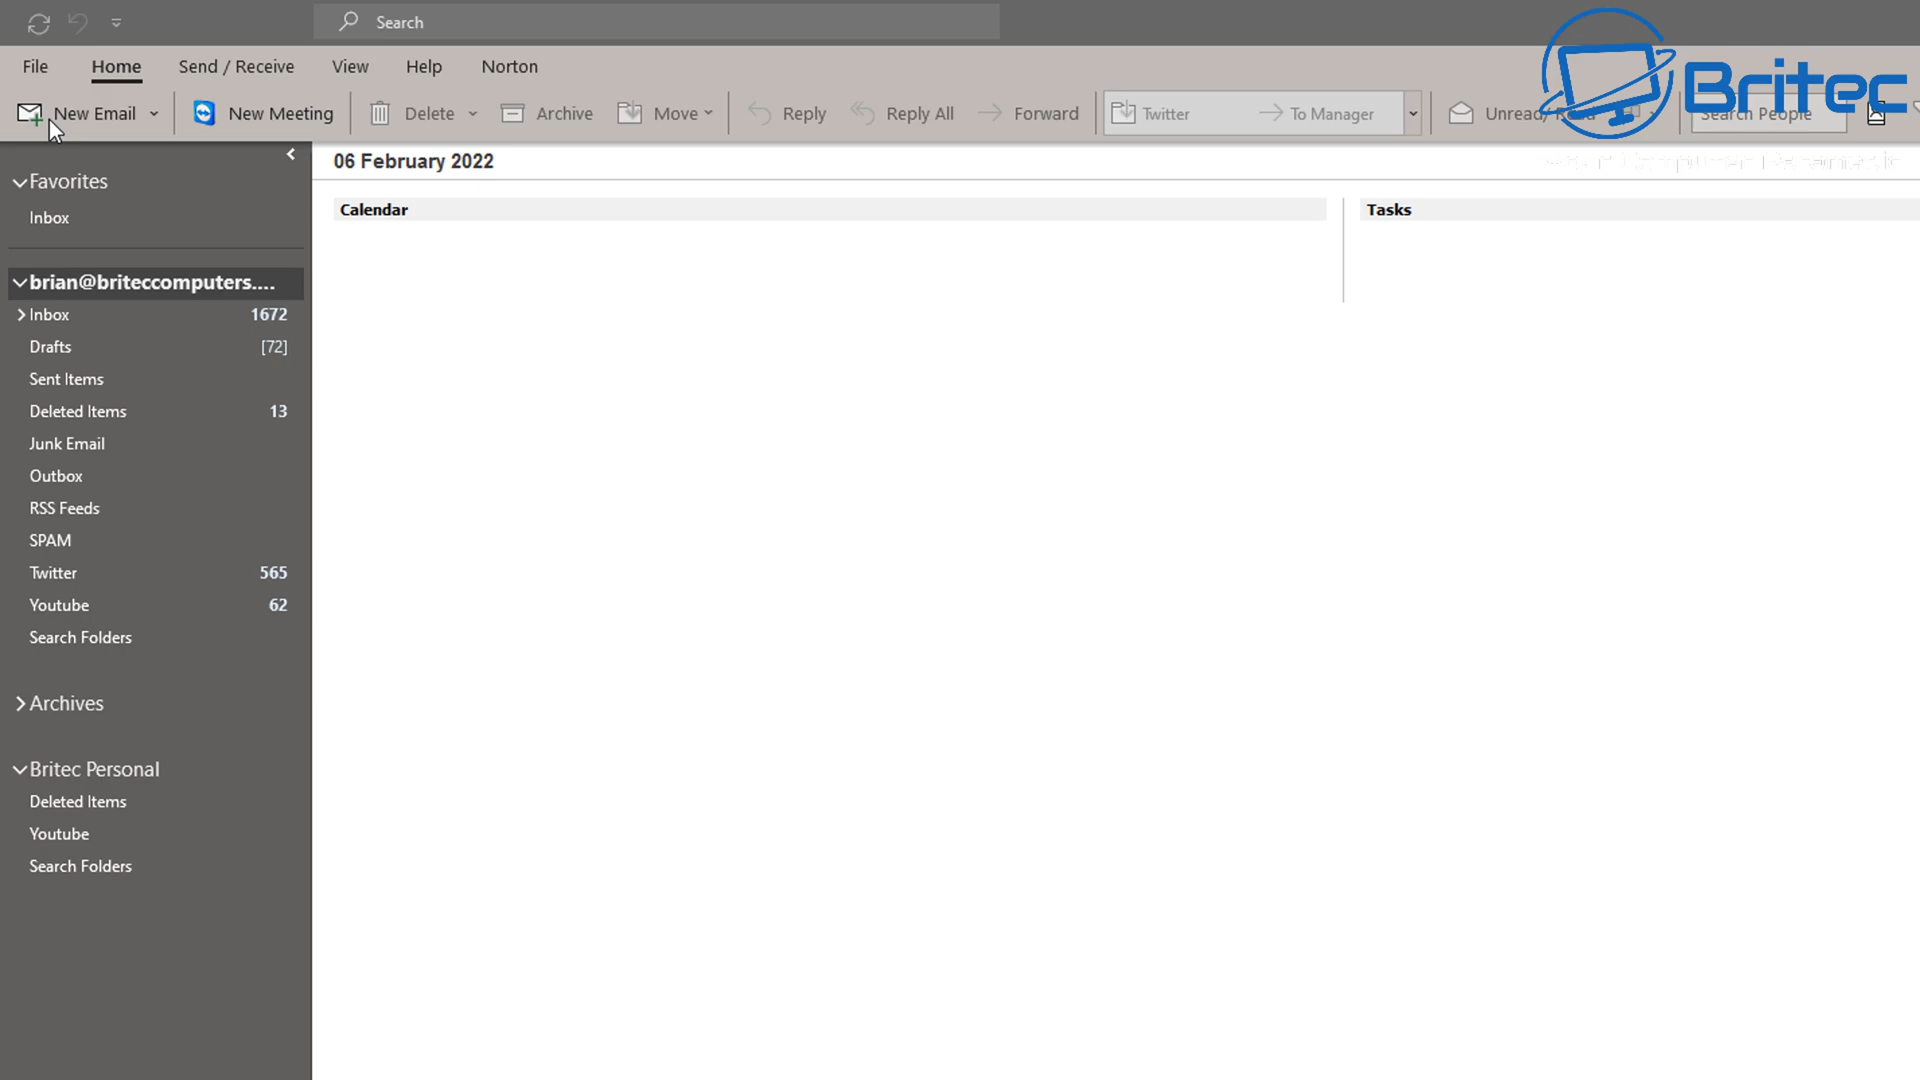 Search
File Home Send / Receive View Help Norton
New Email New Meeting Delete Archive Move Reply Reply All Forward Twitter To Manager Unread/ Search People
Britec
06 February 2022
Calendar Tasks
Favorites
Inbox
brian@briteccomputers....
Inbox 1672
Drafts [72]
Sent Items
Deleted Items 13
Junk Email
Outbox
RSS Feeds
SPAM
Twitter 565
Youtube 62
Search Folders
Archives
Britec Personal
Deleted Items
Youtube
Search Folders